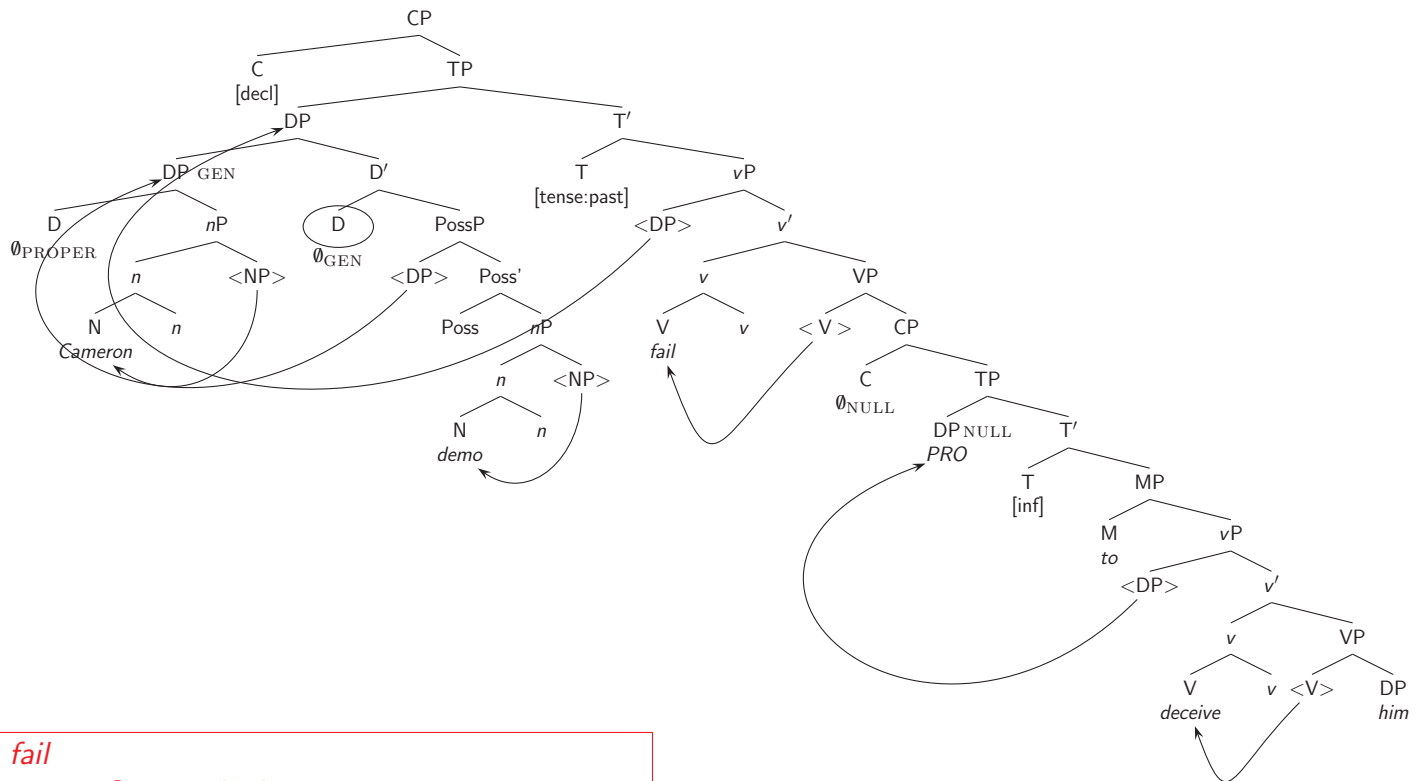 CP
C TP
[decl]
DP T′
DP GEN D′ T vP
[tense:past]
D nP D PossP <DP> v′
∅PROPER ∅GEN
n <NP> <DP> Poss' v VP
N n Poss nP V v < V > CP
Cameron fail
n <NP> C TP
∅NULL
N n DPNULL T′
demo PRO
T MP
[inf]
M vP
to
<DP> v′
v VP
V v <V> DP
deceive him
fail